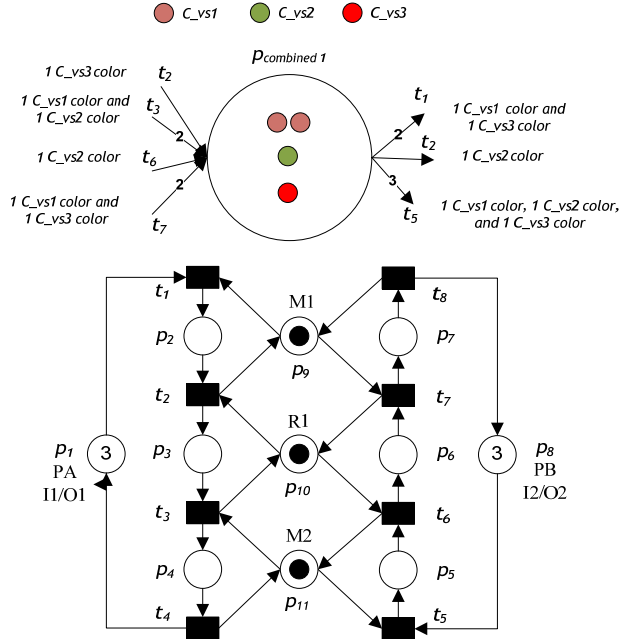 C_vs1 C_vs2 C_vs3
pcombined 1
1 C_vs3 color t2
1 C_vs1 color and
1 C_vs2 color
t3
2
1 C_vs2 color t6
2
1 C_vs1 color and
1 C_vs3 color
t7
t1
1 C_vs1 color and
1 C_vs3 color
2
t2
1 C_vs2 color
3
t5
1 C_vs1 color, 1 C_vs2 color,
and 1 C_vs3 color
t1 M1 t8
p2 p9 p7
t2 R1 t7
p1 3 p3 p10 p6 3 p8
PA PB
I1/O1 I2/O2
t3 M2 t6
p4 p11 p5
t4 t5